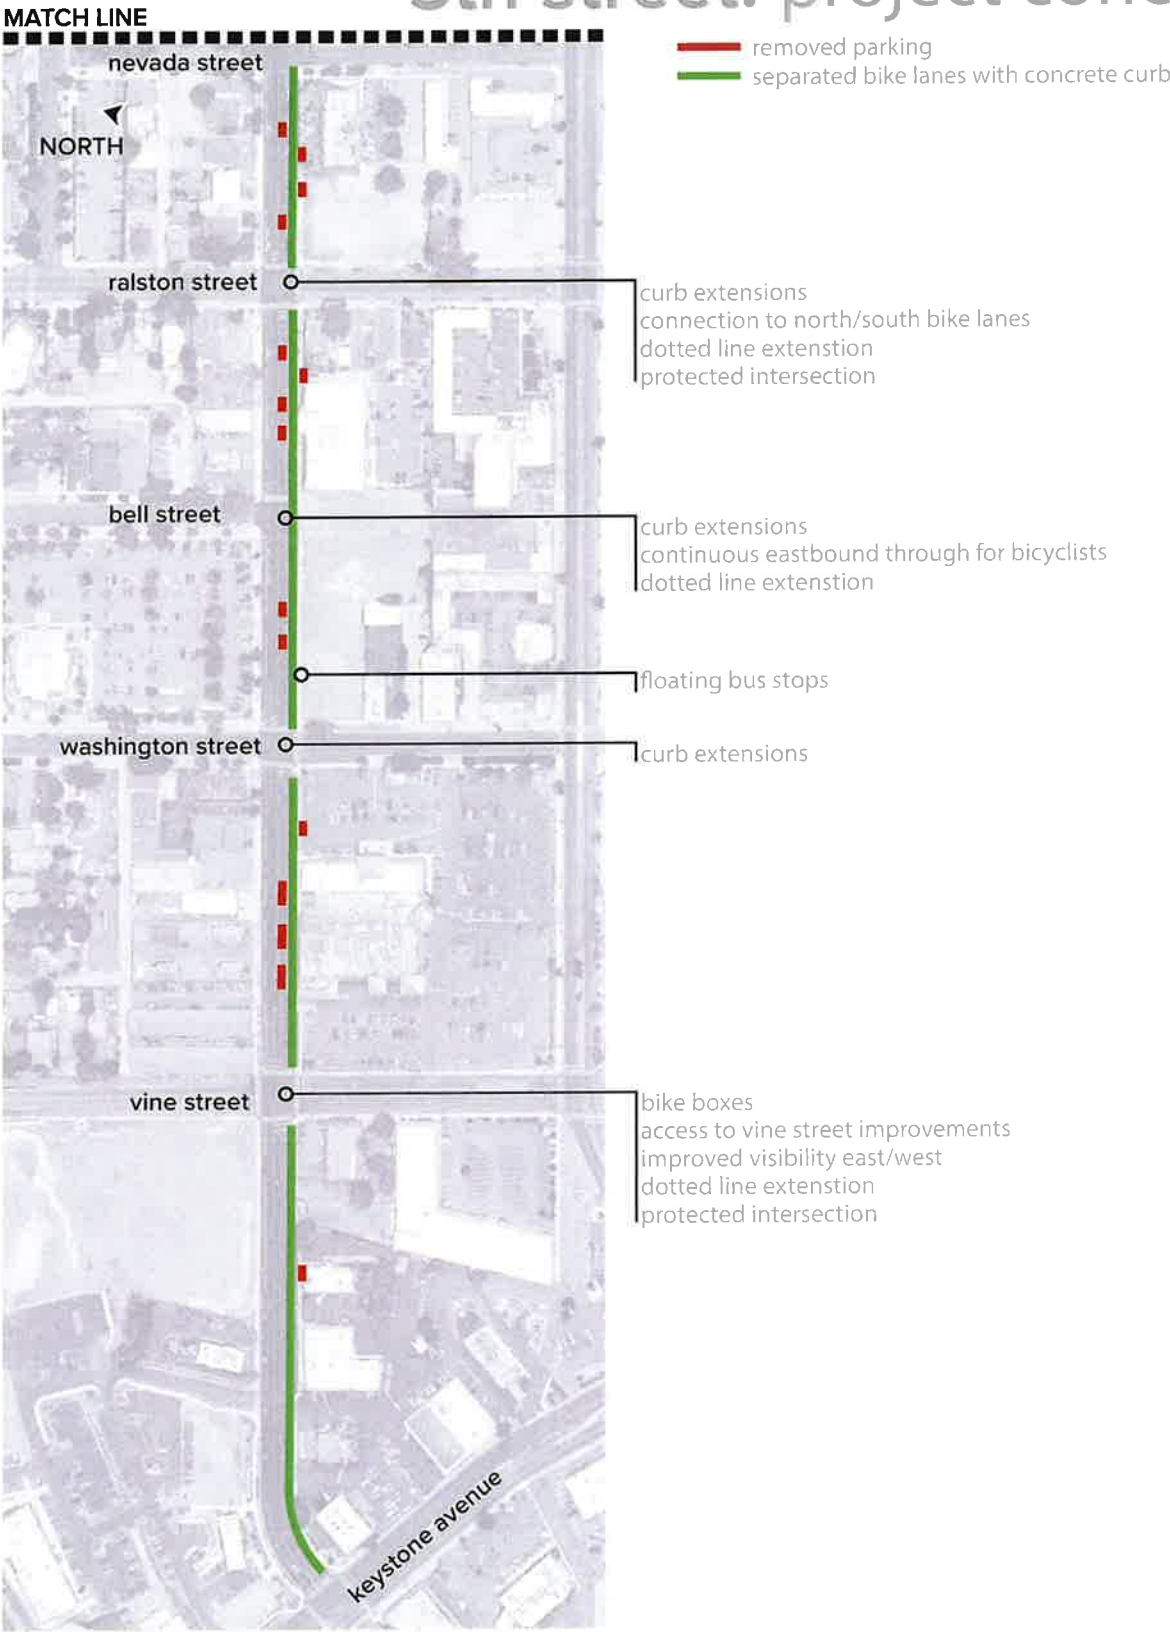 street: project
MATCH LINE
removed parking
separated bike lanes with concrete curb
nevada street
NORTH
ralston street
curb extensions
connection to north/south bike lanes
dotted line extenstion
protected intersection
bell street
curb extensions
continuous eastbound through for bicyclists
dotted line extenstion
floating bus stops
washington street
curb extensions
vine street
bike boxes
access to vine street improvements
improved visibility east/west
dotted line extenstion
protected intersection
keystone avenue